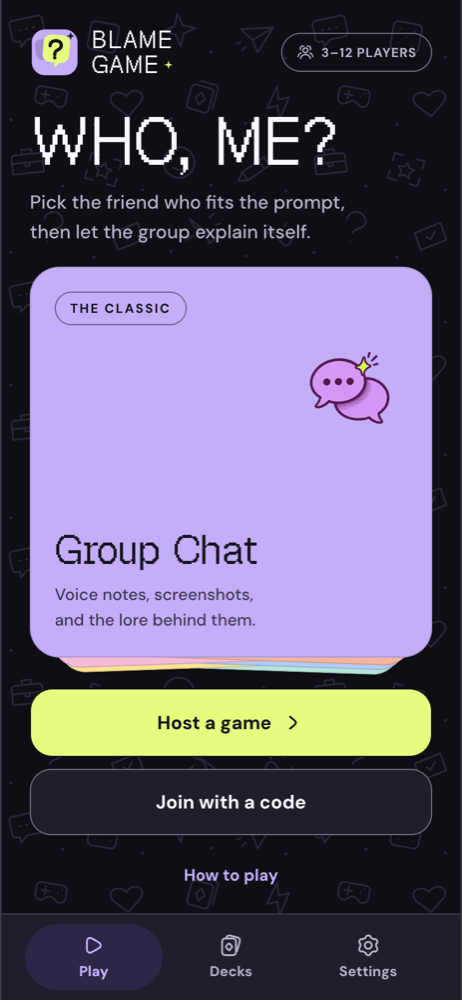 BLAME
GAME
3–12 PLAYERS
WHO, ME?
Pick the friend who fits the prompt,
then let the group explain itself.
THE CLASSIC
Group Chat
Voice notes, screenshots,
and the lore behind them.
Host a game
Join with a code
How to play
Play
Decks
Settings